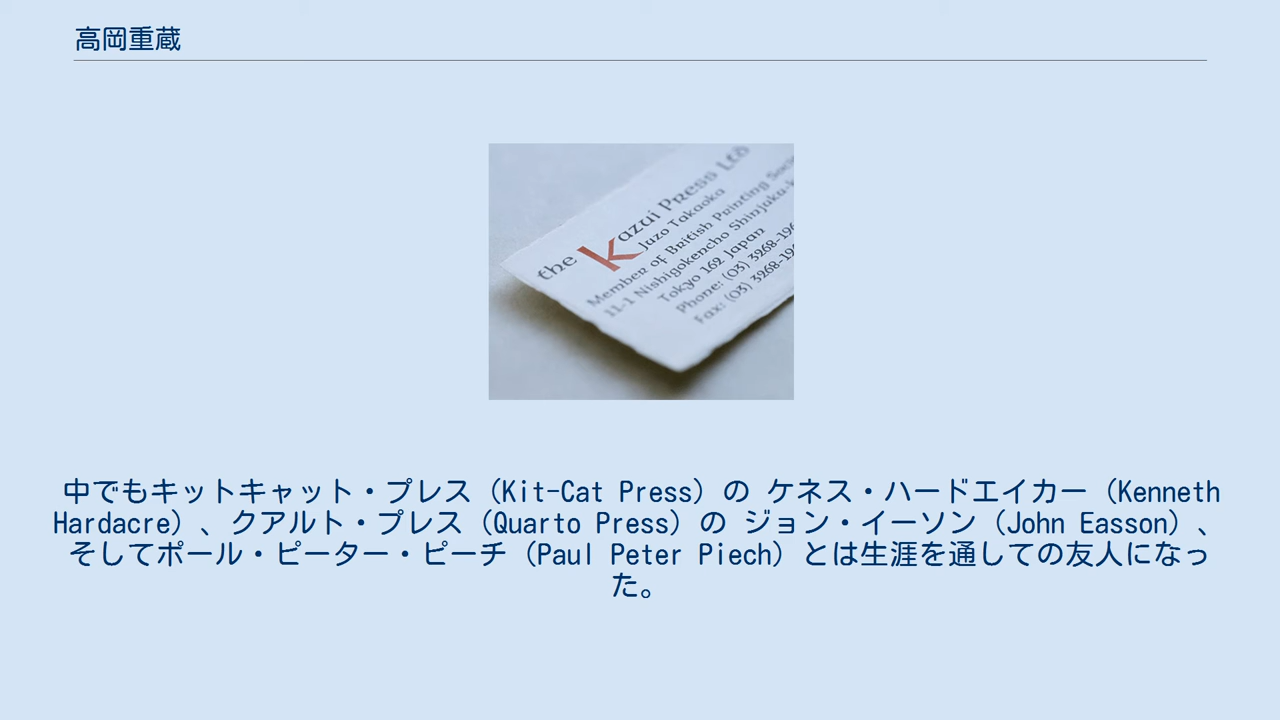 高岡重蔵
the kazui Press Ltd
Juzo Takaoka
Member of British Printing
11-1 Nishigokencho Shinjuku-k
Tokyo 162 Japan
Phone: (03) 3268-196
Fax: (03) 3268-19
中でもキットキャット・プレス（Kit-Cat Press）の ケネス・ハードエイカー（Kenneth
Hardacre）、クアルト・プレス（Quarto Press）の ジョン・イーソン（John Easson）、
そしてポール・ピーター・ピーチ（Paul Peter Piech）とは生涯を通しての友人になっ
た。